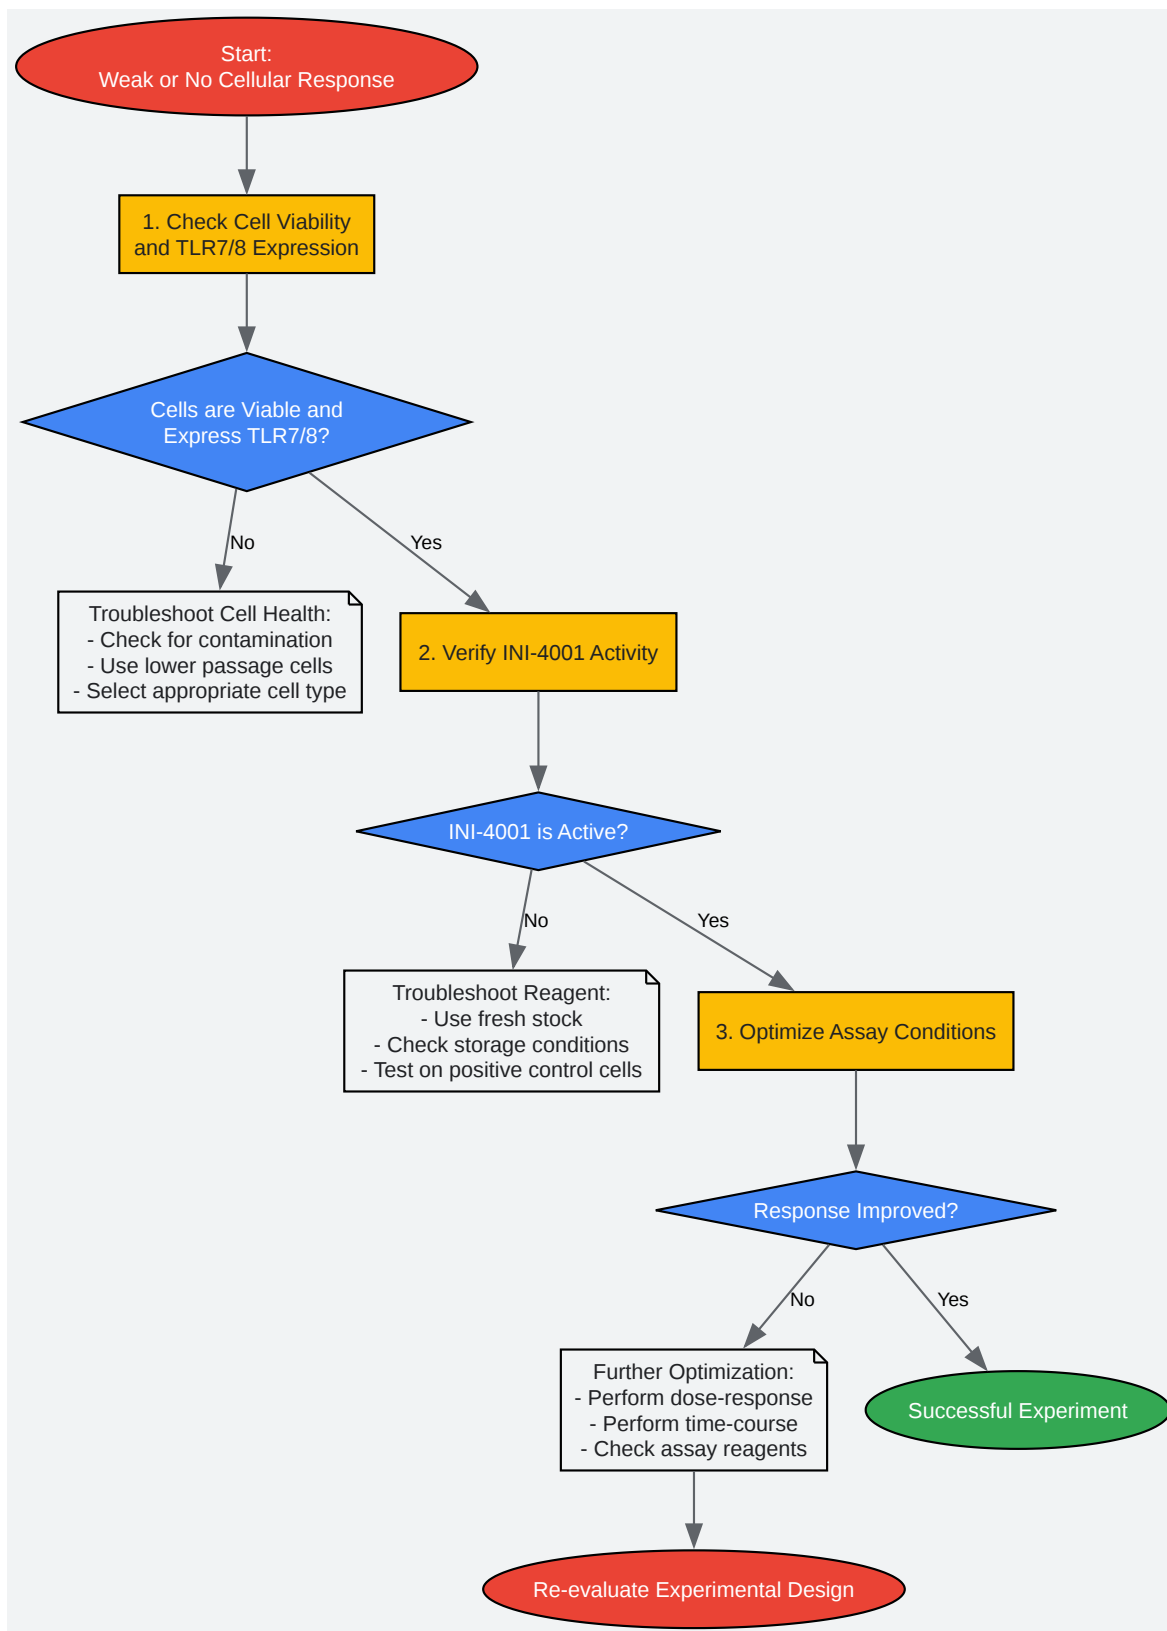 Start:
Weak or No Cellular Response
1. Check Cell Viability
and TLR7/8 Expression
Cells are Viable and
Express TLR7/8?
No
Yes
Troubleshoot Cell Health:
- Check for contamination
- Use lower passage cells
- Select appropriate cell type
2. Verify INI-4001 Activity
INI-4001 is Active?
No
Yes
Troubleshoot Reagent:
- Use fresh stock
- Check storage conditions
- Test on positive control cells
3. Optimize Assay Conditions
Response Improved?
No
Yes
Further Optimization:
- Perform dose-response
- Perform time-course
- Check assay reagents
Successful Experiment
Re-evaluate Experimental Design